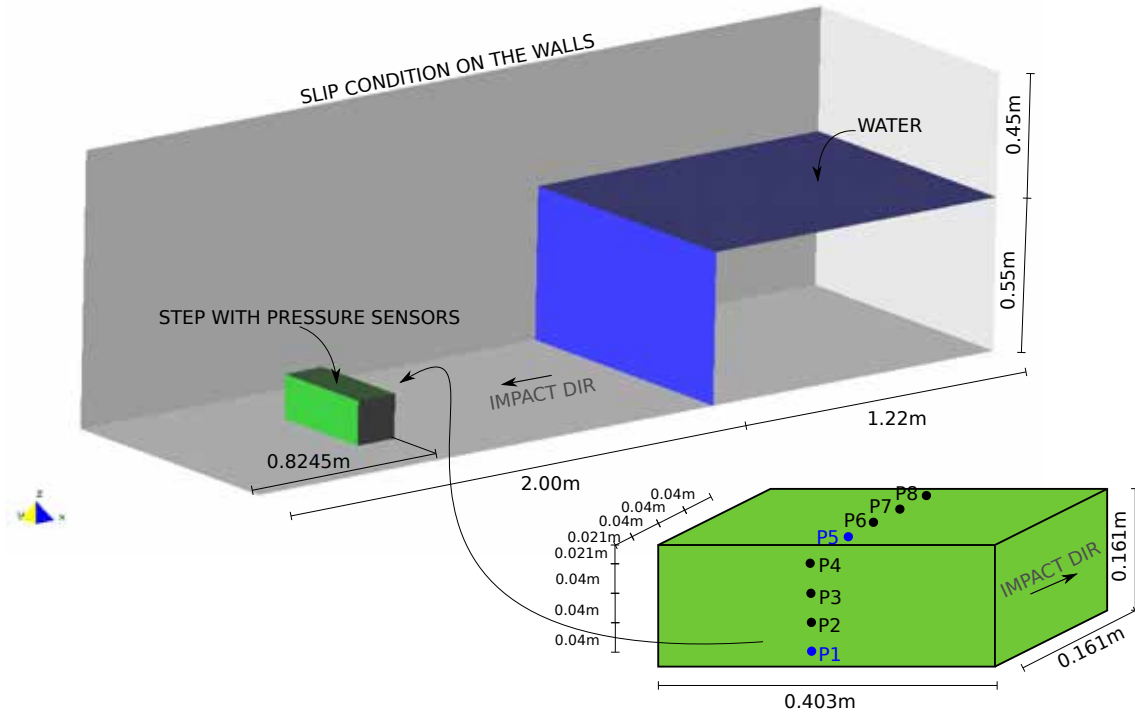 SLIP CONDITION ON THE WALLS
WATER
0.45m
0.55m
STEP WITH PRESSURE SENSORS
IMPACT DIR
1.22m
0.8245m
2.00m
z
y
x
0.04m
0.04m
0.04m
0.021m
0.021m
0.04m
0.04m
0.04m
P8
P7
P6
P5
P4
P3
P2
P1
IMPACT DIR
0.161m
0.161m
0.403m